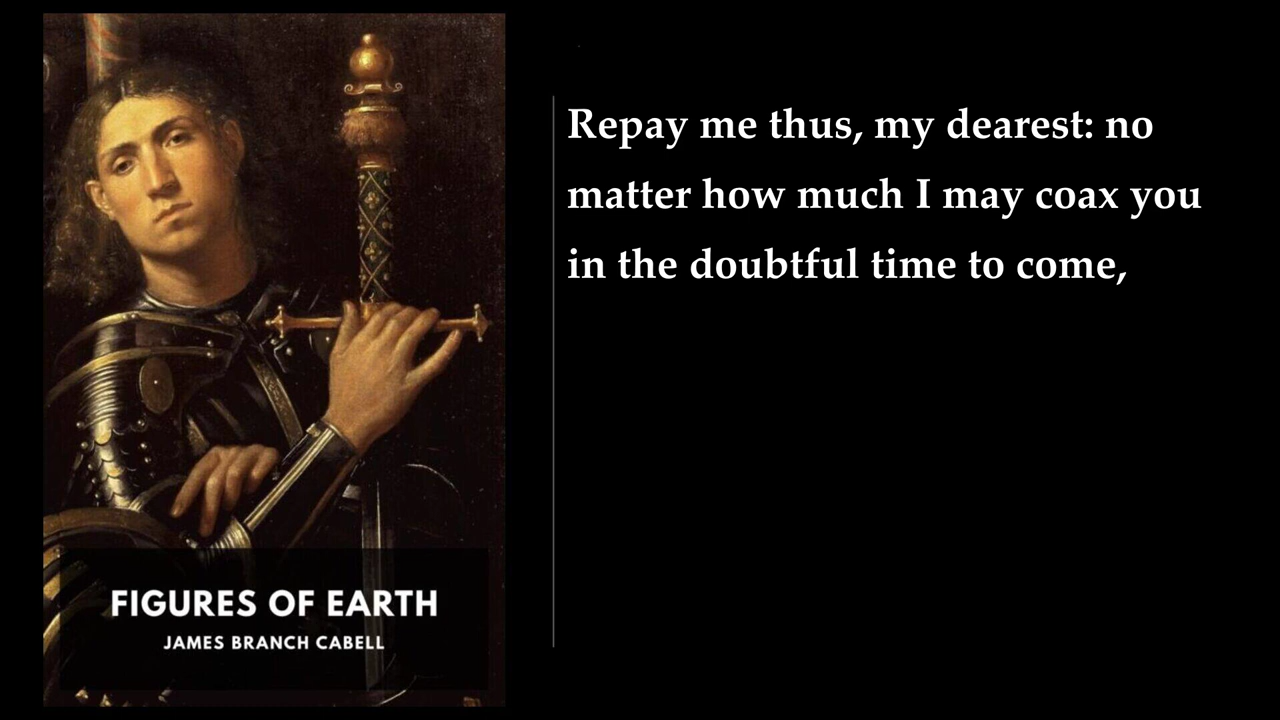 FIGURES OF EARTH
JAMES BRANCH CABELL
Repay me thus, my dearest: no
matter how much I may coax you
in the doubtful time to come,